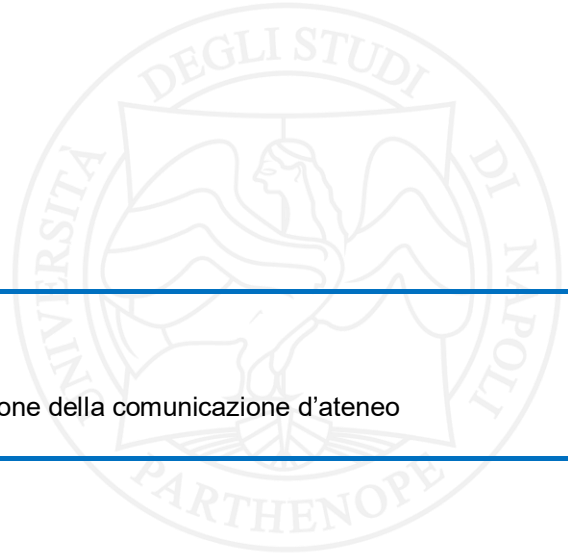 UNIVERSITÀ DEGLI STUDI DI NAPOLI
one della comunicazione d’ateneo
PARTHENOPE